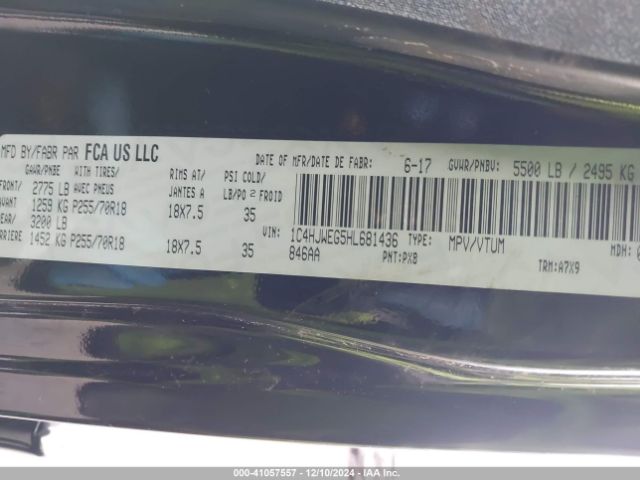 MFD BY/FABR PAR FCA US LLC DATE OF MFR/DATE DE FABR: 6-17 GVWR/PNBV: 5500 LB / 2495 KG
GAWR/PNBE WITH TIRES/ RIMS AT/ PSI COLD/
FRONT/ 2775 LB AVEC PNEUS JANTES A LB/PO 2 FROID
AVANT 1259 KG P255/70R18 18X7.5 35
REAR/ 3200 LB VIN: 1C4HJWEG5HL681436 TYPE: MPV/VTUM MDH:
ARRIERE 1452 KG P255/70R18 18X7.5 35 846AA PNT:PX8 TRM:A7X9
000-41057557 - 12/10/2024 - IAA Inc.